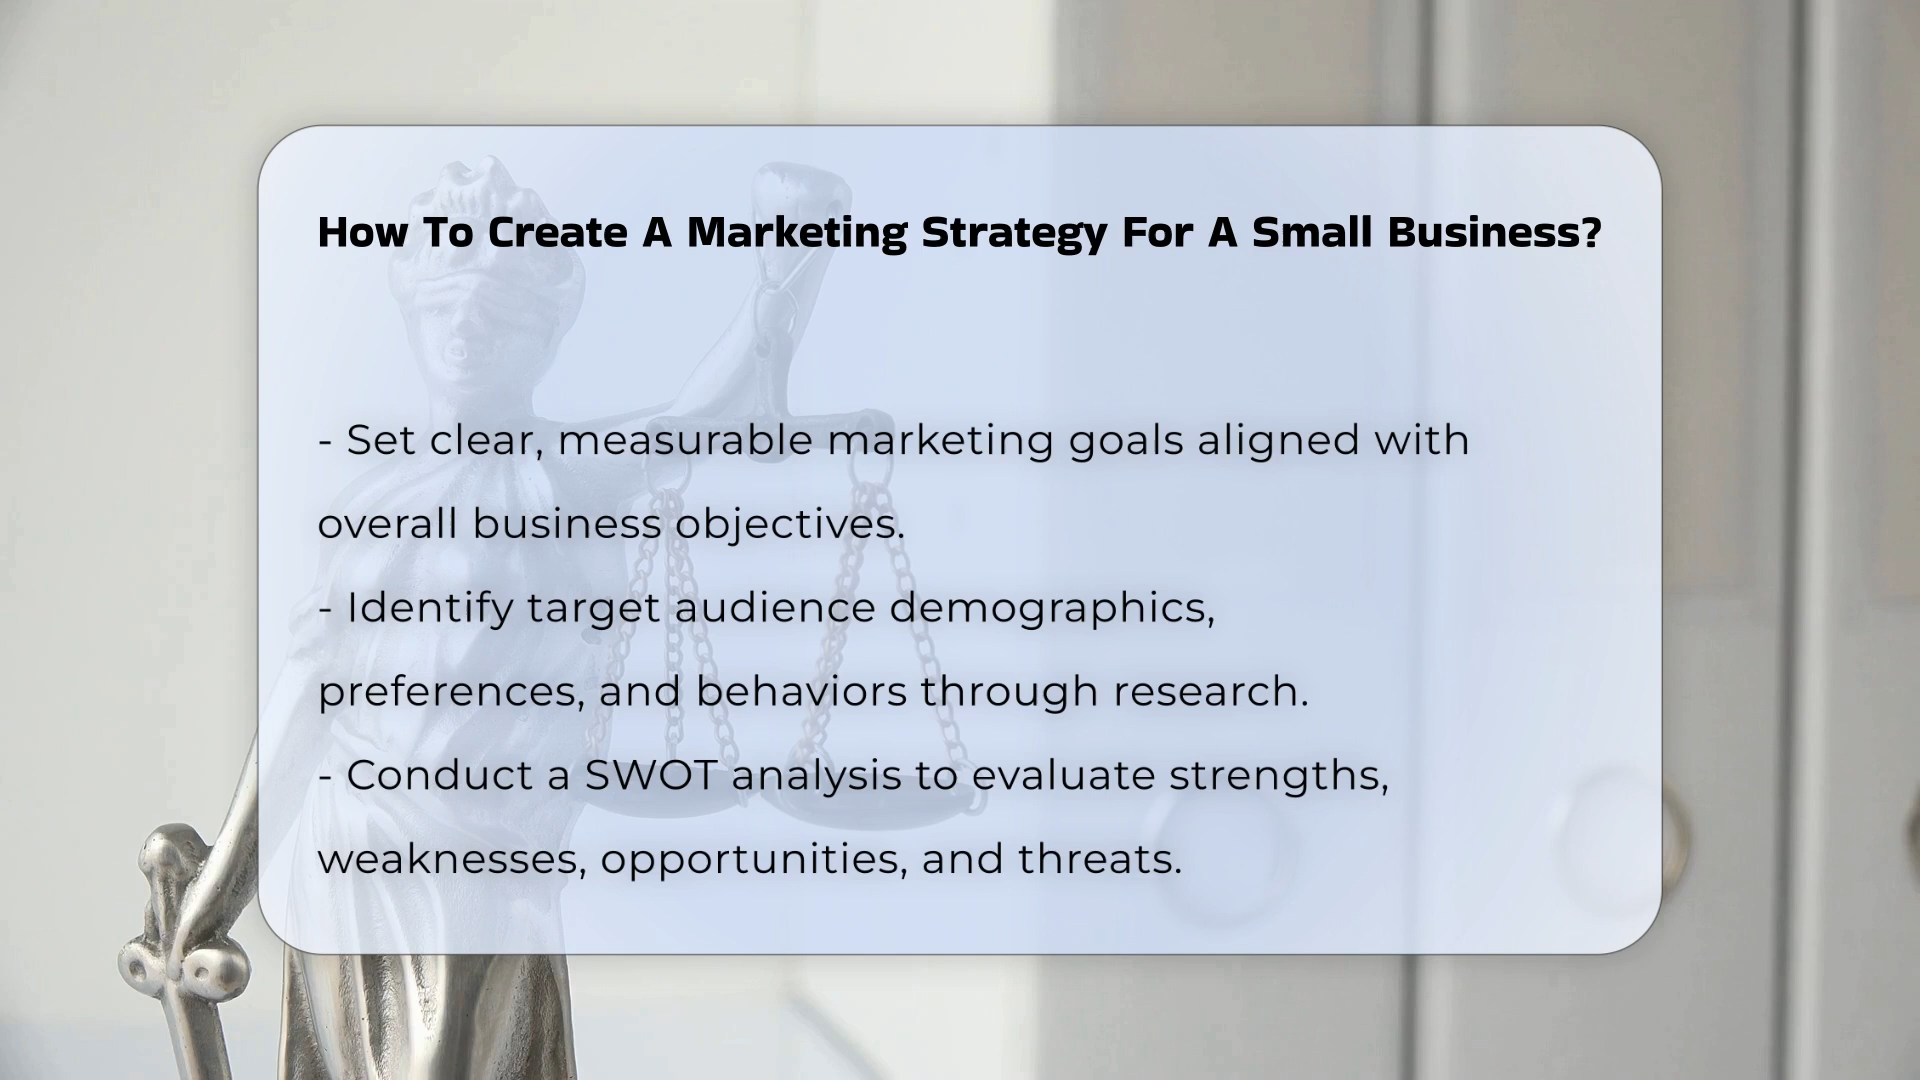 How To Create A Marketing Strategy For A Small Business?
- Set clear, measurable marketing goals aligned with
overall business objectives.
- Identify target audience demographics,
preferences, and behaviors through research.
- Conduct a SWOT analysis to evaluate strengths,
weaknesses, opportunities, and threats.